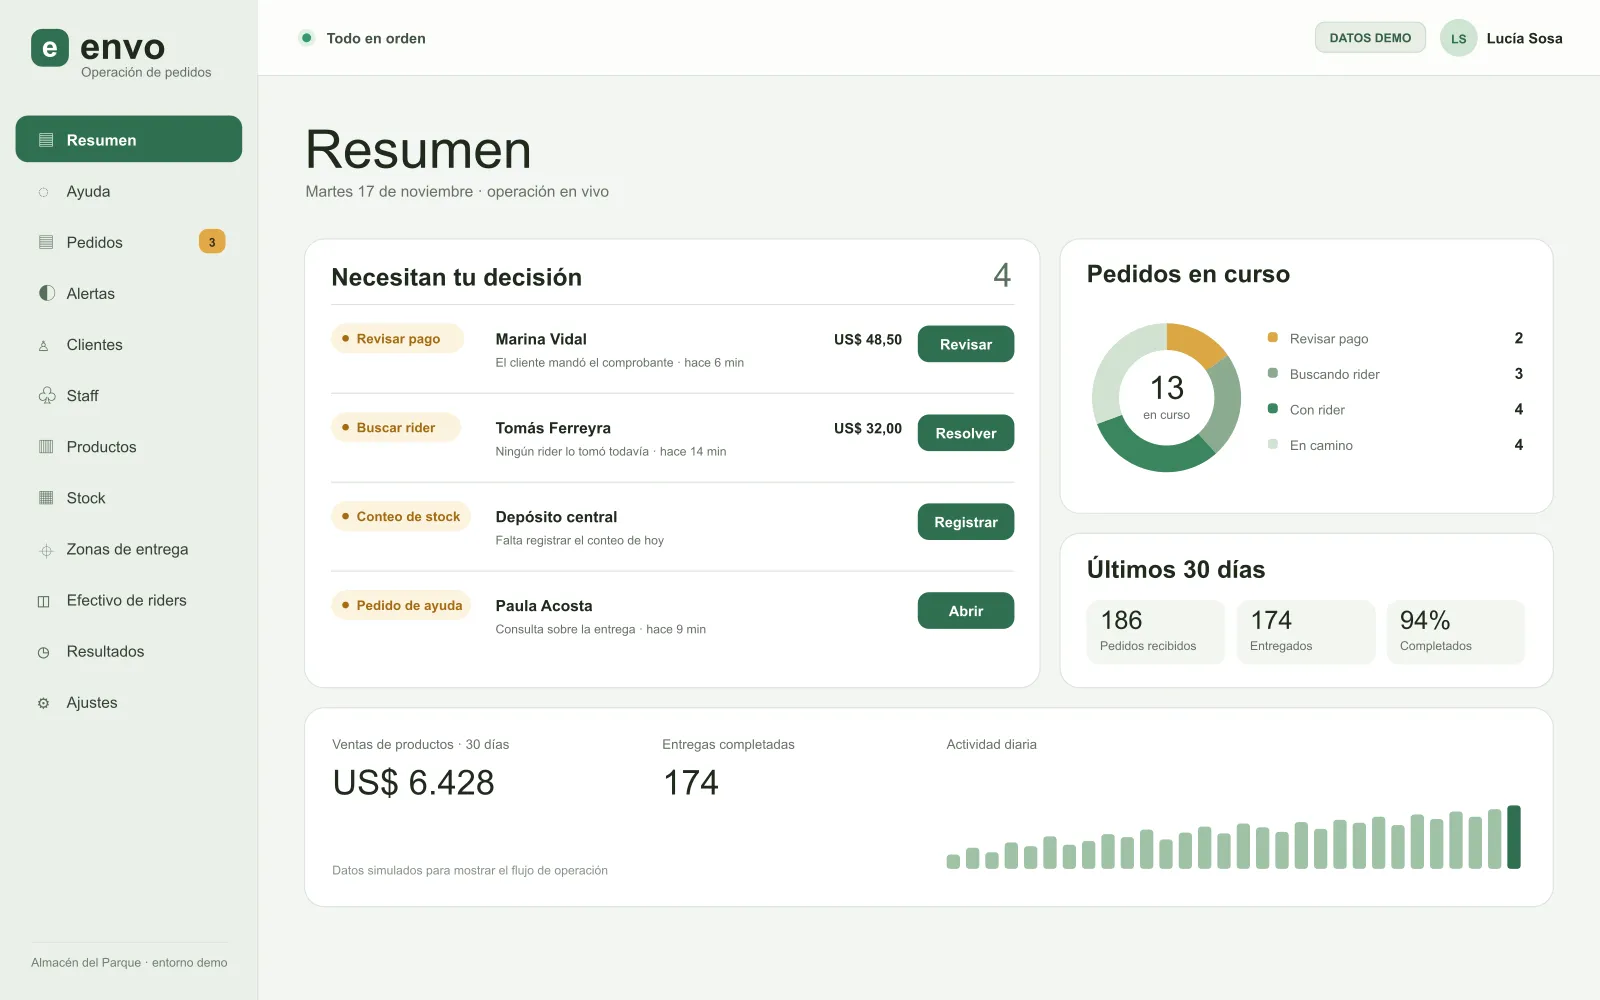 e envo
Operación de pedidos
Resumen
Ayuda
Pedidos 3
Alertas
Clientes
Staff
Productos
Stock
Zonas de entrega
Efectivo de riders
Resultados
Ajustes
Almacén del Parque · entorno demo
Todo en orden
DATOS DEMO
LS Lucía Sosa
Resumen
Martes 17 de noviembre · operación en vivo
Necesitan tu decisión 4
Revisar pago Marina Vidal US$ 48,50 Revisar
El cliente mandó el comprobante · hace 6 min
Buscar rider Tomás Ferreyra US$ 32,00 Resolver
Ningún rider lo tomó todavía · hace 14 min
Conteo de stock Depósito central Registrar
Falta registrar el conteo de hoy
Pedido de ayuda Paula Acosta Abrir
Consulta sobre la entrega · hace 9 min
Pedidos en curso
13
en curso
Revisar pago 2
Buscando rider 3
Con rider 4
En camino 4
Últimos 30 días
186
Pedidos recibidos
174
Entregados
94%
Completados
Ventas de productos · 30 días
US$ 6.428
Entregas completadas
174
Actividad diaria
Datos simulados para mostrar el flujo de operación